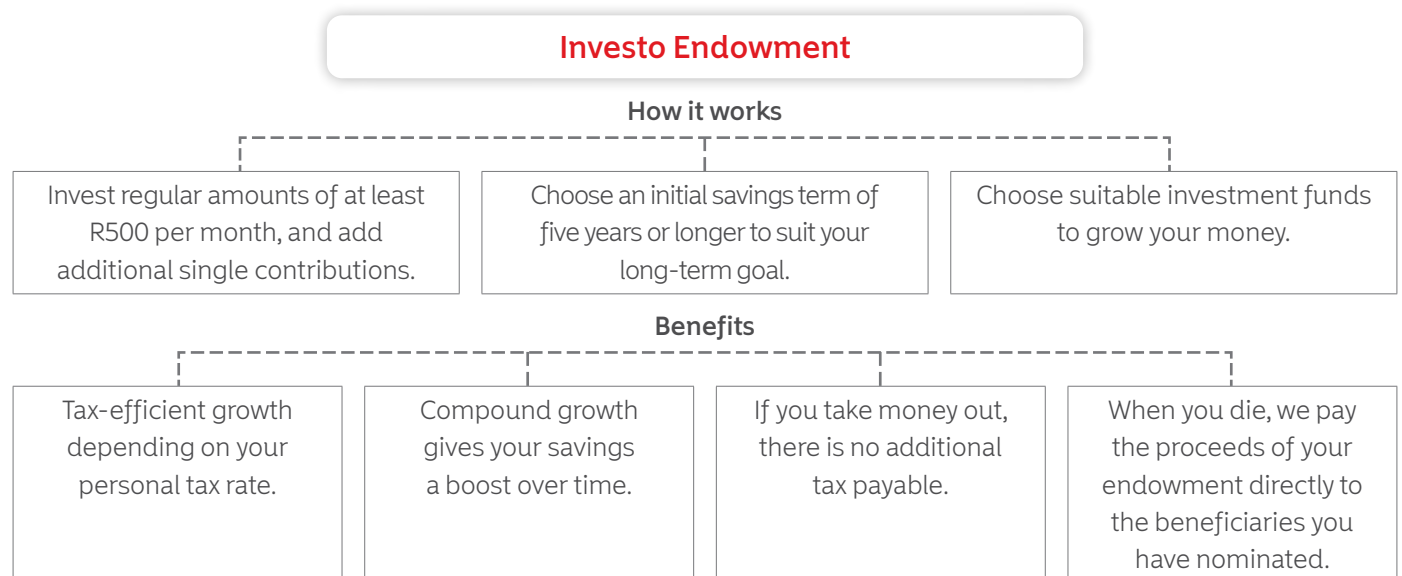 Investo Endowment
How it works
Invest regular amounts of at least
R500 per month, and add
additional single contributions.
Choose an initial savings term of
five years or longer to suit your
long-term goal.
Choose suitable investment funds
to grow your money.
Benefits
Tax-efficient growth
depending on your
personal tax rate.
Compound growth
gives your savings
a boost over time.
If you take money out,
there is no additional
tax payable.
When you die, we pay
the proceeds of your
endowment directly to
the beneficiaries you
have nominated.